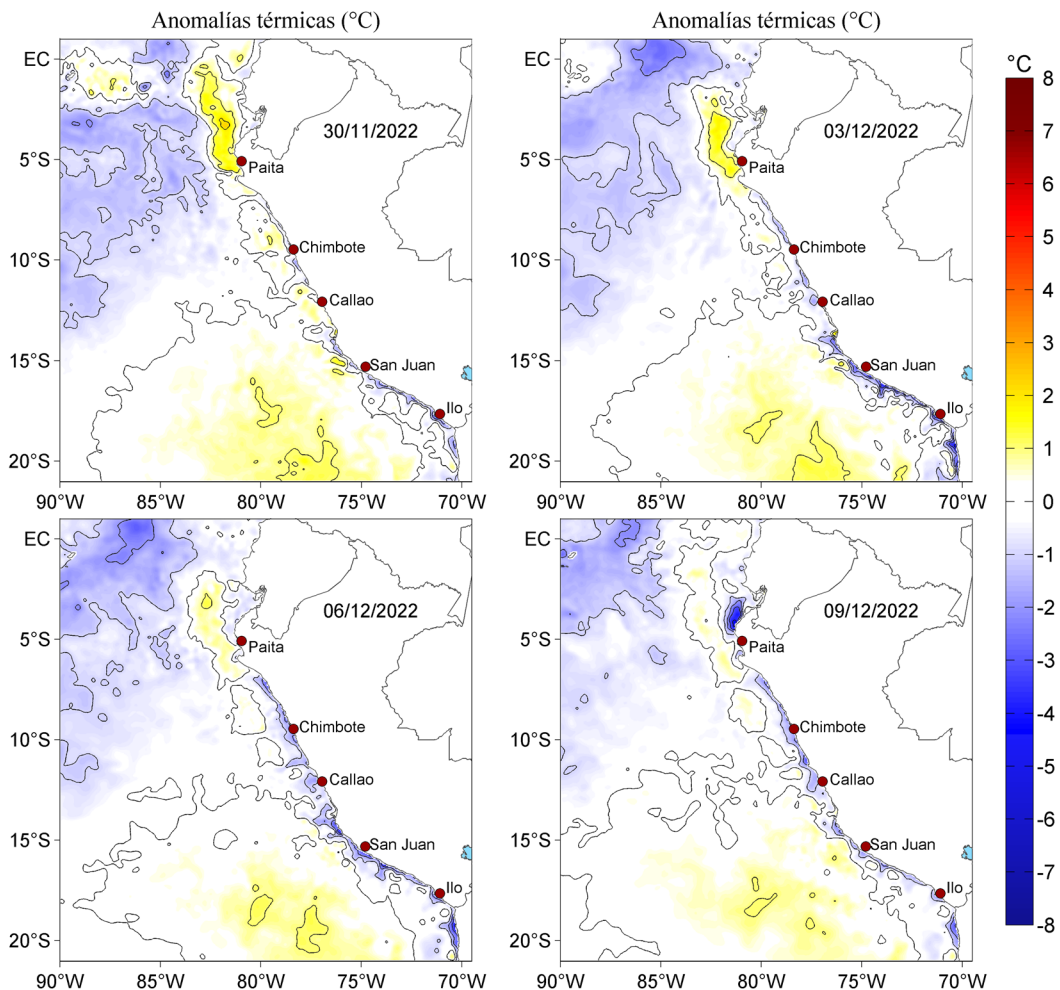 Anomalías térmicas (°C)
Anomalías térmicas (°C)
EC
5°S
10°S
15°S
20°S
90°W
85°W
80°W
75°W
70°W
30/11/2022
Paita
Chimbote
Callao
San Juan
Ilo
EC
5°S
10°S
15°S
20°S
90°W
85°W
80°W
75°W
70°W
03/12/2022
Paita
Chimbote
Callao
San Juan
Ilo
°C
8
7
6
5
4
3
2
1
0
-1
-2
-3
-4
-5
-6
-7
-8
EC
5°S
10°S
15°S
20°S
90°W
85°W
80°W
75°W
70°W
06/12/2022
Paita
Chimbote
Callao
San Juan
Ilo
EC
5°S
10°S
15°S
20°S
90°W
85°W
80°W
75°W
70°W
09/12/2022
Paita
Chimbote
Callao
San Juan
Ilo